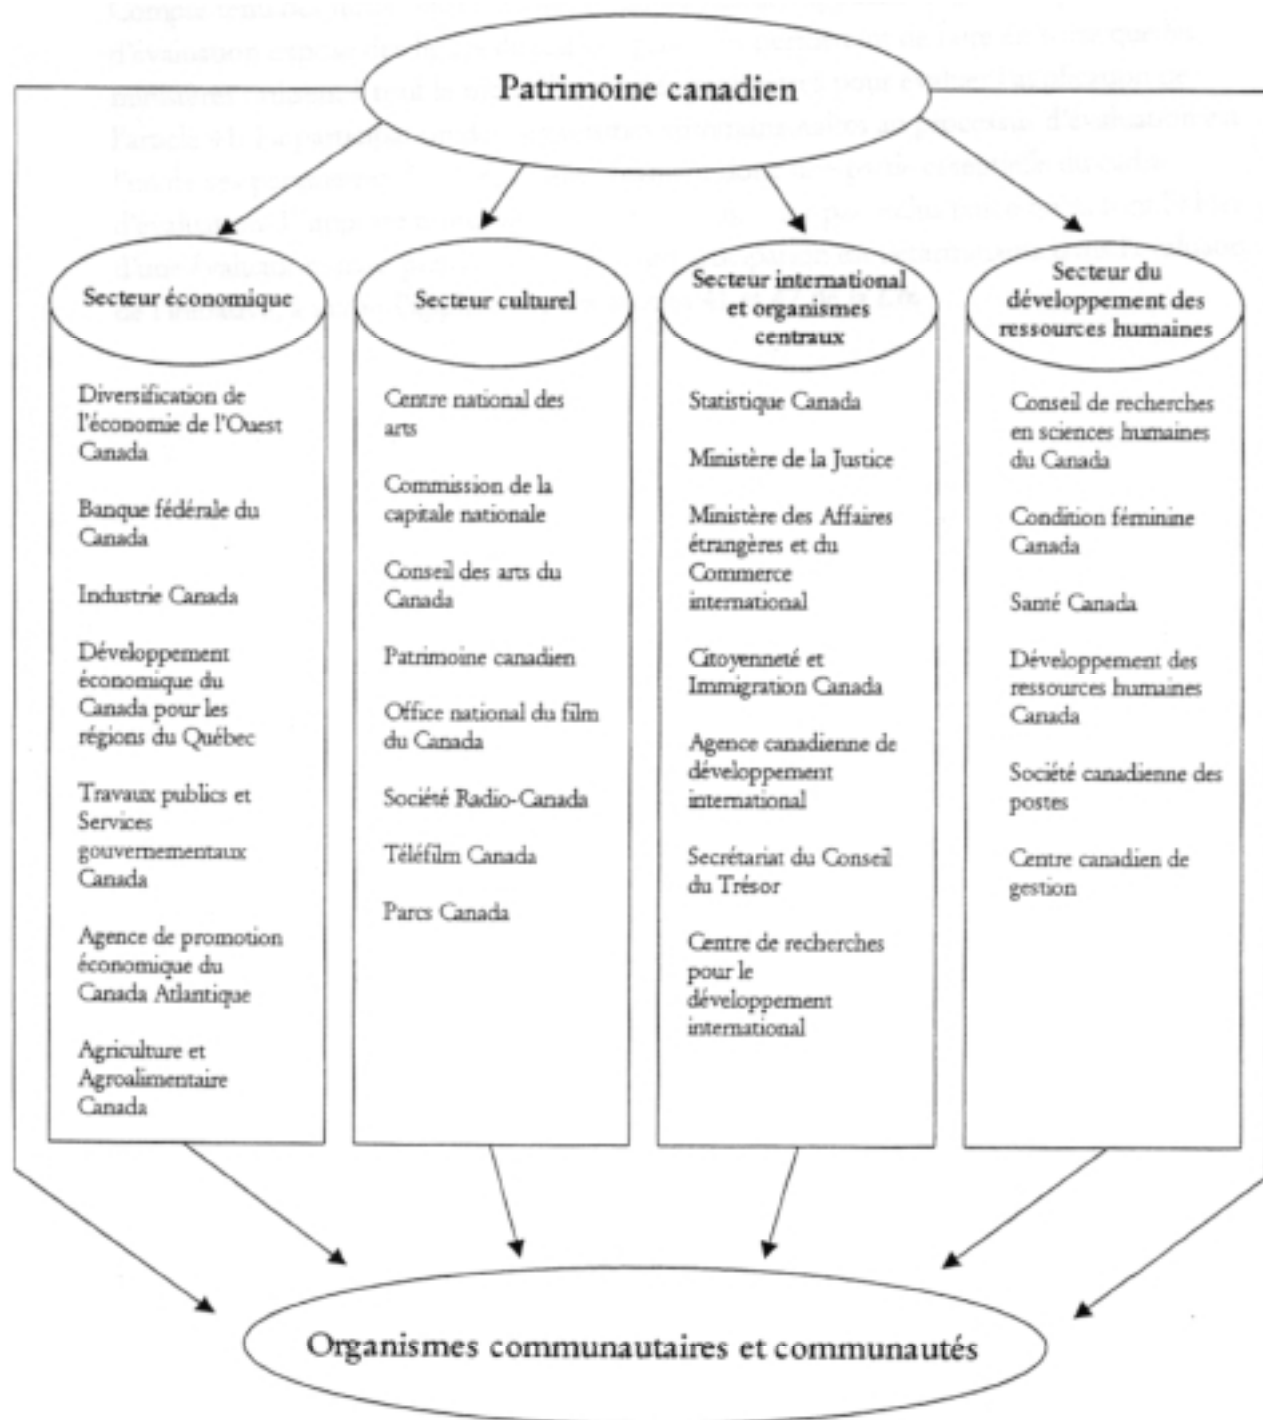 Patrimoine canadien
Secteur économique
Diversification de
l'économie de l'Ouest
Canada
Banque fédérale du
Canada
Industrie Canada
Développement
économique du
Canada pour les
régions du Québec
Travaux publics et
Services
gouvernementaux
Canada
Agence de promotion
économique du
Canada Atlantique
Agriculture et
Agroalimentaire
Canada
Secteur culturel
Centre national des
arts
Commission de la
capitale nationale
Conseil des arts du
Canada
Patrimoine canadien
Office national du film
du Canada
Société Radio-Canada
Téléfilm Canada
Parcs Canada
Secteur international
et organismes
centraux
Statistique Canada
Ministère de la Justice
Ministère des Affaires
étrangères et du
Commerce
international
Citoyenneté et
Immigration Canada
Agence canadienne de
développement
international
Secrétariat du Conseil
du Trésor
Centre de recherches
pour le
développement
international
Secteur du
développement des
ressources humaines
Conseil de recherches
en sciences humaines
du Canada
Condition féminine
Canada
Santé Canada
Développement des
ressources humaines
Canada
Société canadienne des
postes
Centre canadien de
gestion
Organismes communautaires et communautés